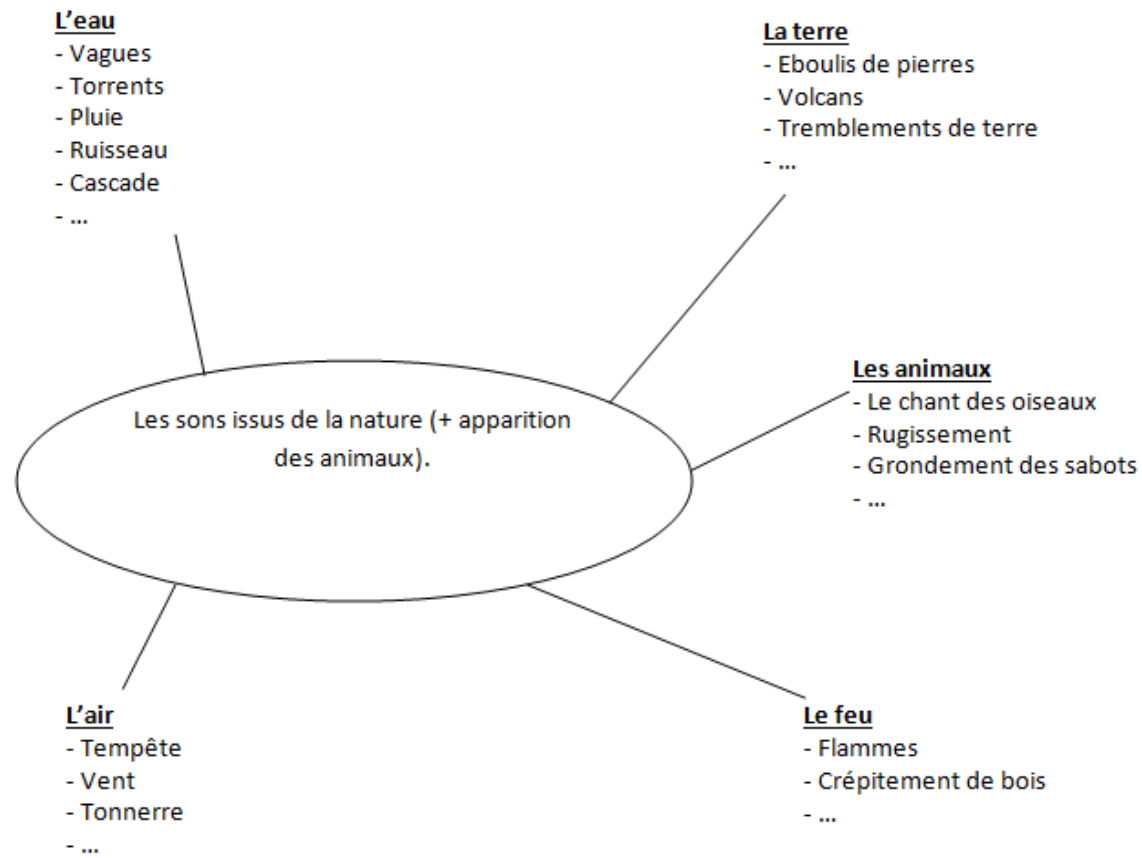 L'eau
- Vagues
- Torrents
- Pluie
- Ruisseau
- Cascade
- ...
La terre
- Eboulis de pierres
- Volcans
- Tremblements de terre
- ...
Les animaux
- Le chant des oiseaux
- Rugissement
- Grondement des sabots
- ...
Les sons issus de la nature (+ apparition
des animaux).
L'air
- Tempête
- Vent
- Tonnerre
- ...
Le feu
- Flammes
- Crépitement de bois
- ...